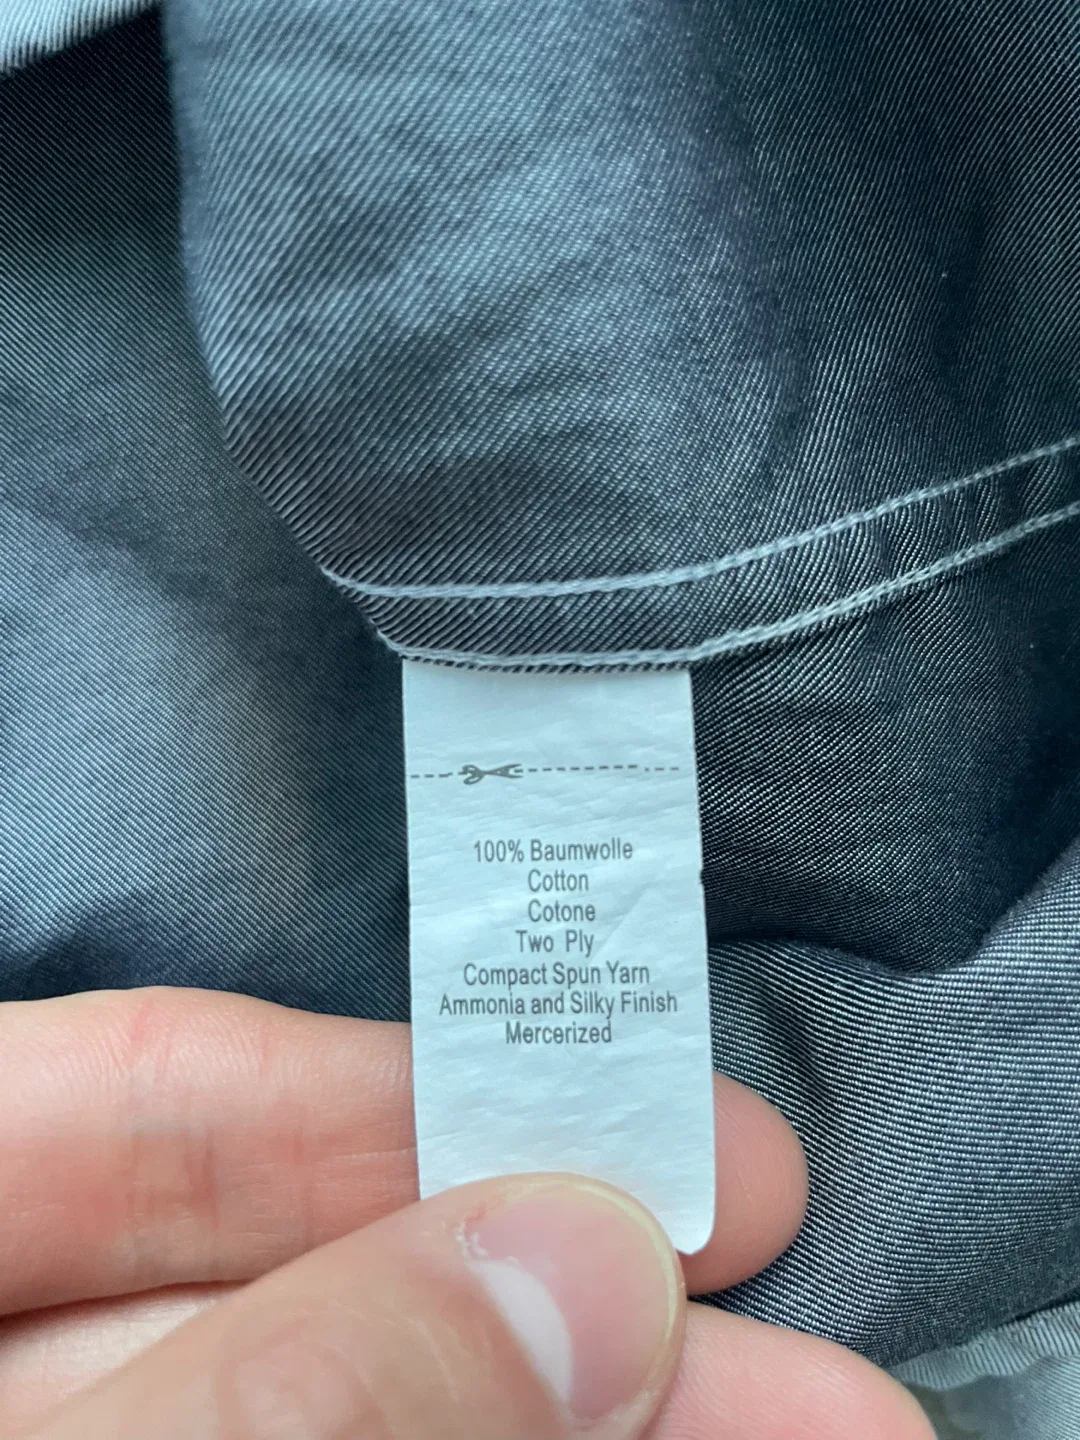 100% Baumwolle
Cotton
Cotone
Two Ply
Compact Spun Yarn
Ammonia and Silky Finish
Mercerized